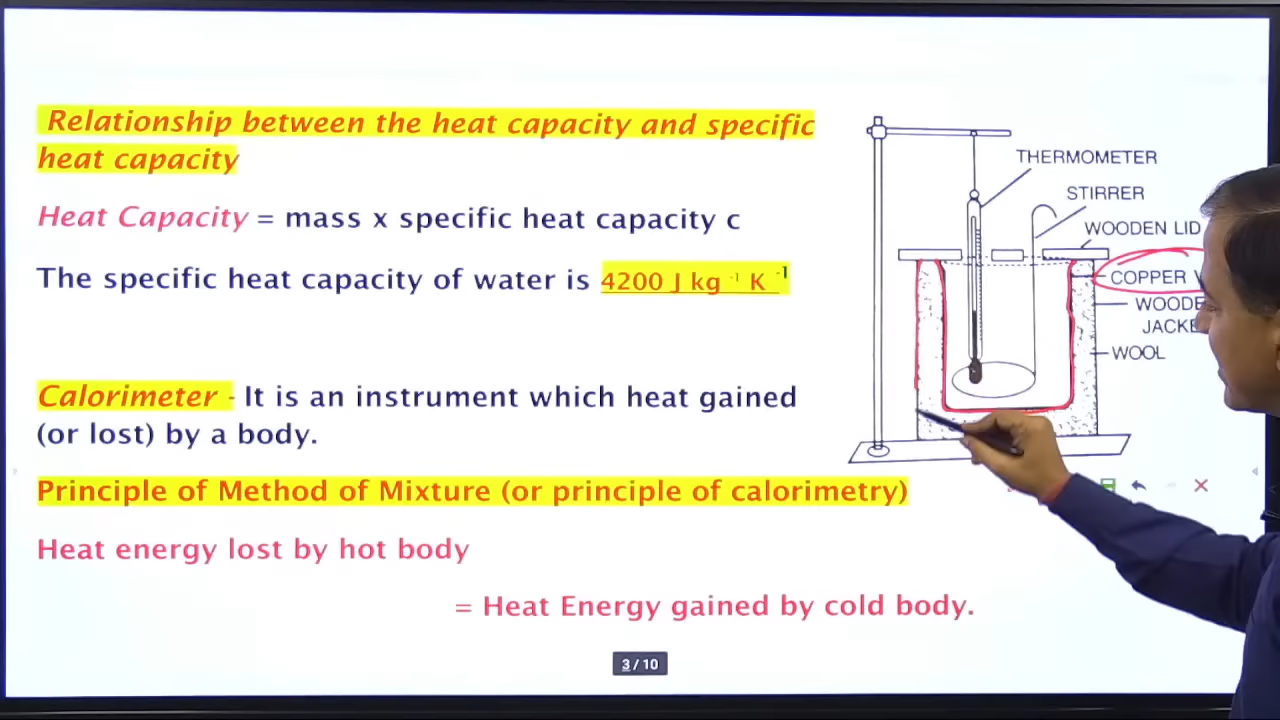 Relationship between the heat capacity and specific
heat capacity
Heat Capacity = mass x specific heat capacity c
The specific heat capacity of water is 4200 J kg ⁻¹ K ⁻¹
Calorimeter - It is an instrument which heat gained
(or lost) by a body.
Principle of Method of Mixture (or principle of calorimetry)
Heat energy lost by hot body
= Heat Energy gained by cold body.
THERMOMETER
STIRRER
WOODEN LID
COPPER
WOOL
3 / 10